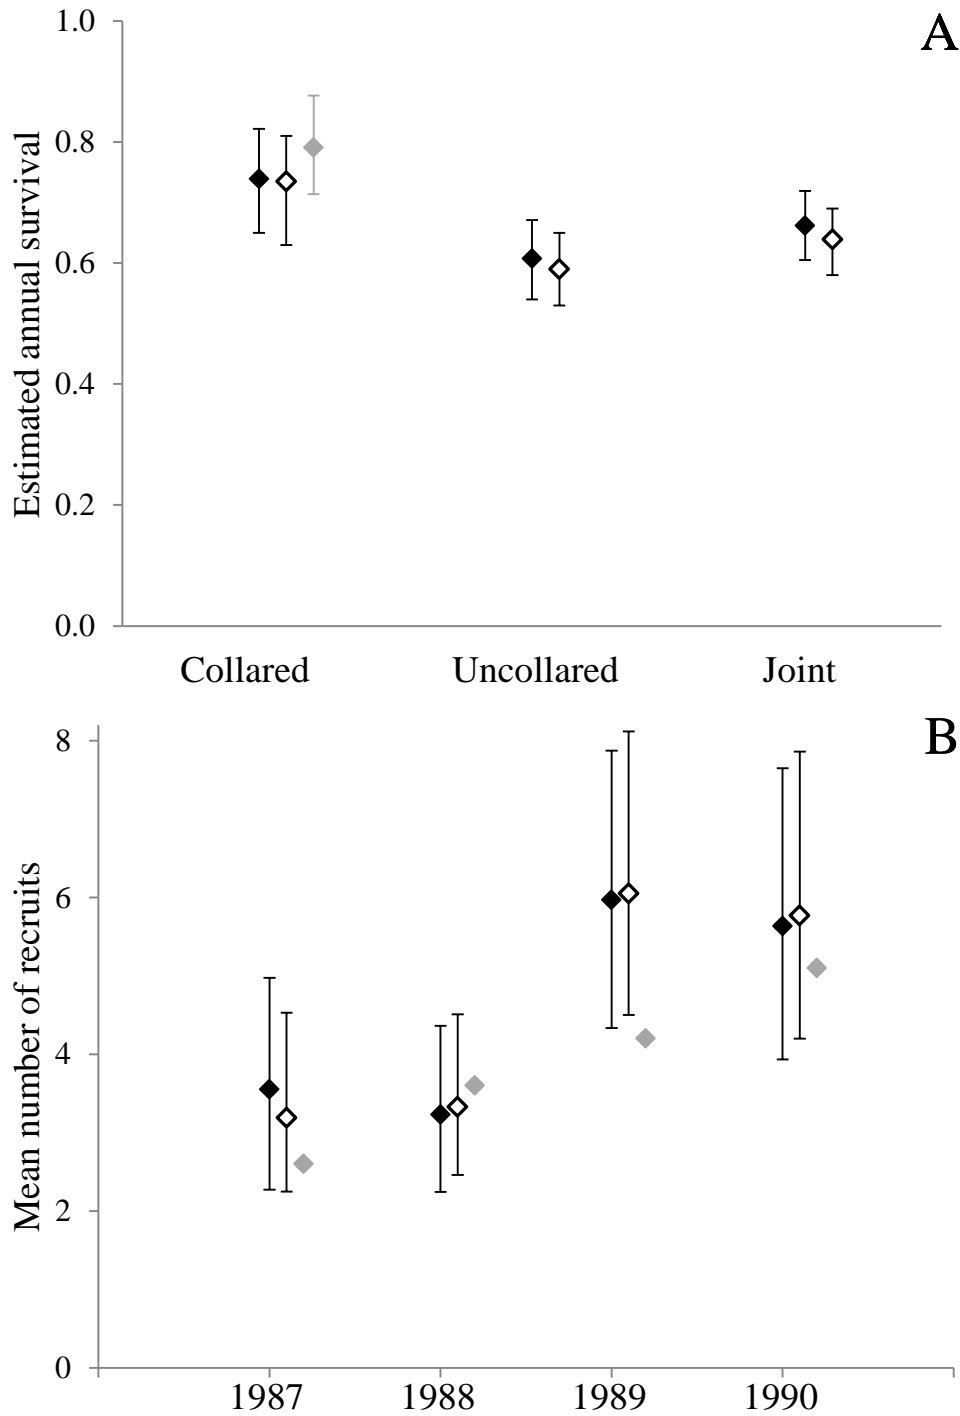 A
1.0
0.8
0.6
0.4
0.2
0.0
Estimated annual survival
Collared Uncollared Joint
B
8
6
4
2
0
Mean number of recruits
1987 1988 1989 1990